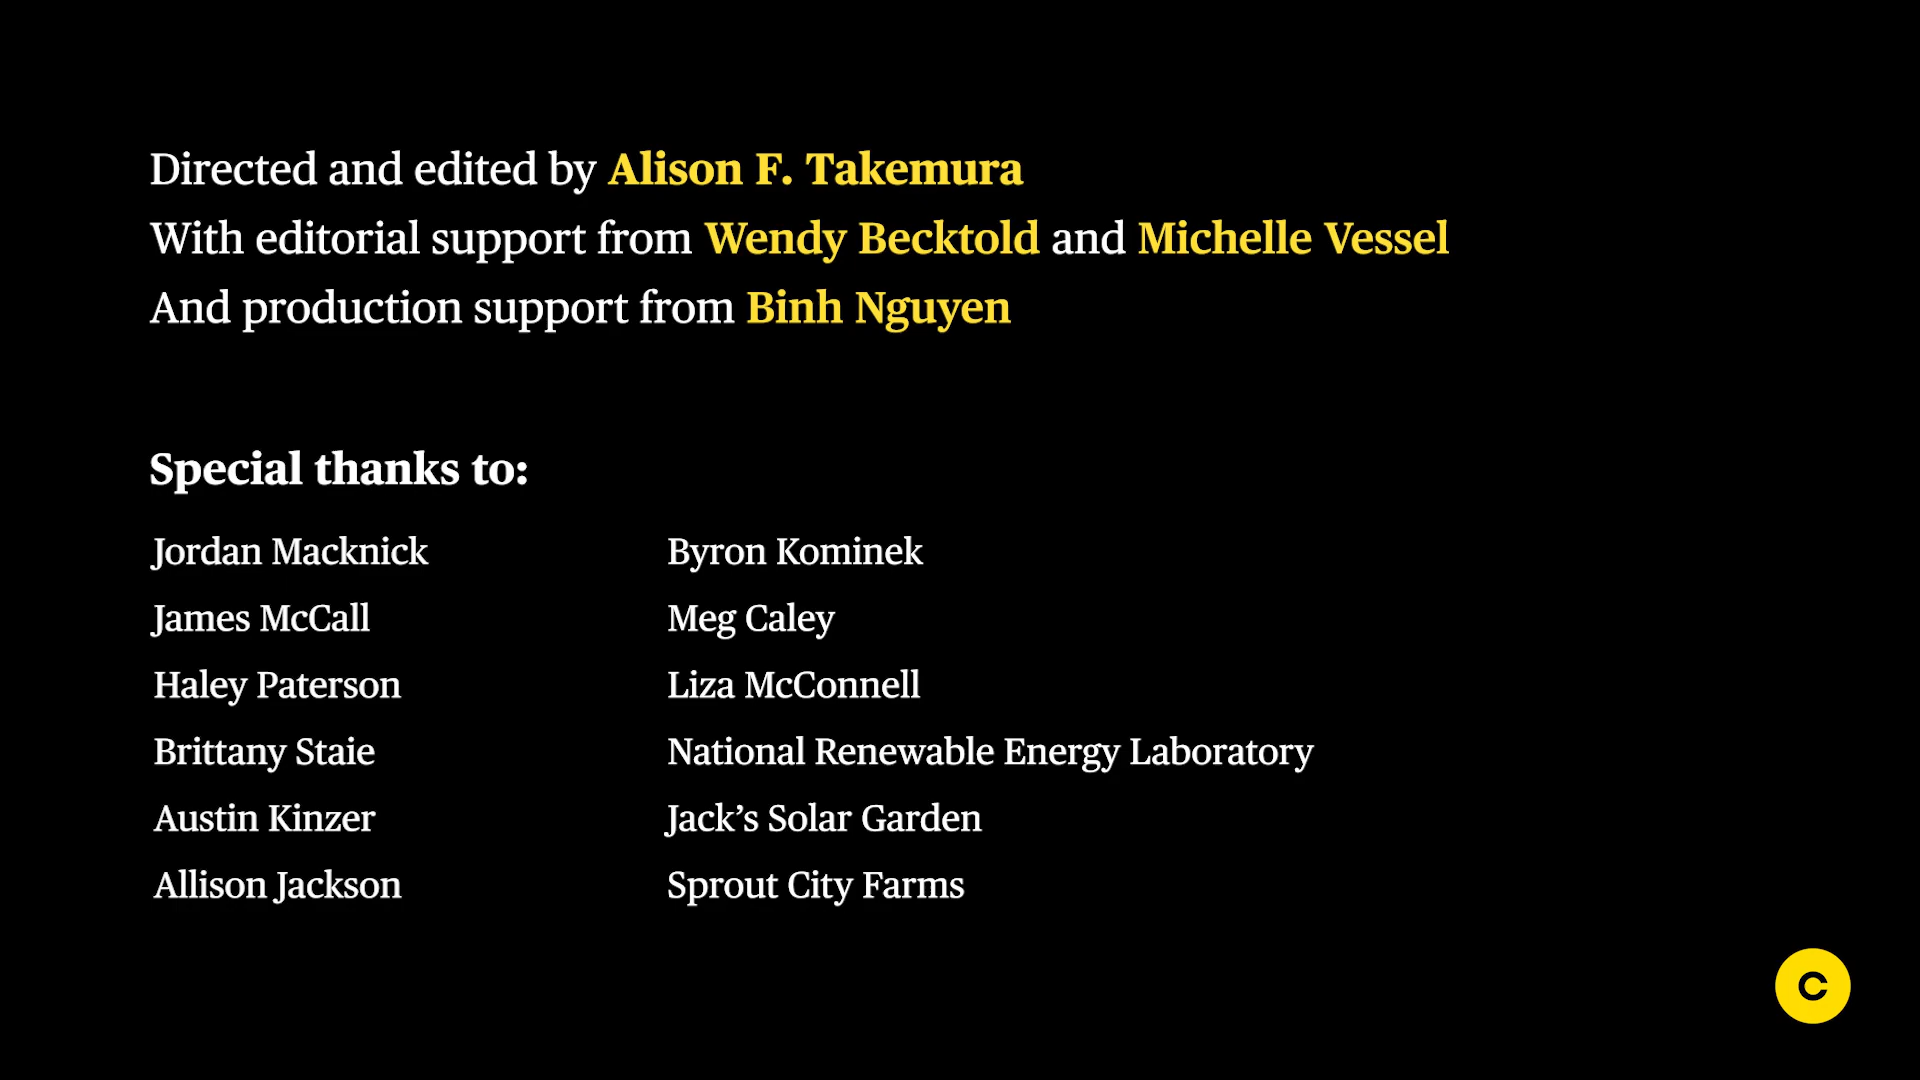 Directed and edited by Alison F. Takemura
With editorial support from Wendy Becktold and Michelle Vessel
And production support from Binh Nguyen
Special thanks to:
Jordan Macknick
James McCall
Haley Paterson
Brittany Staie
Austin Kinzer
Allison Jackson
Byron Kominek
Meg Caley
Liza McConnell
National Renewable Energy Laboratory
Jack’s Solar Garden
Sprout City Farms
C